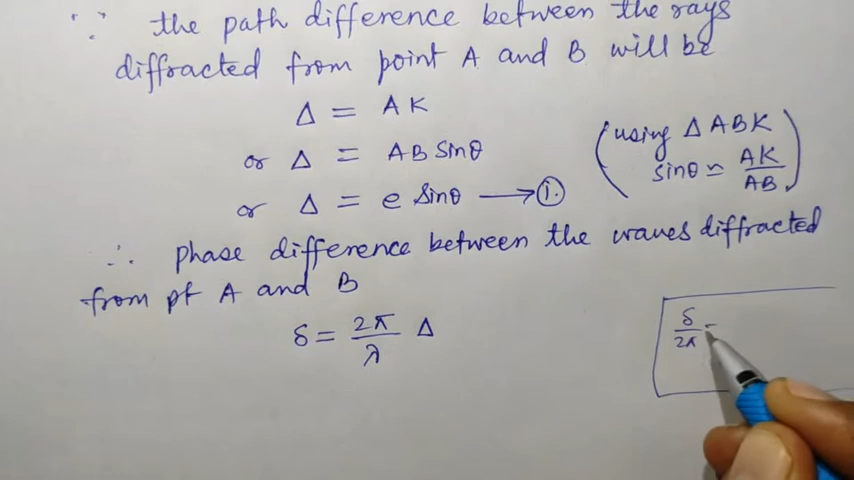 ∵ the path difference between the rays
diffracted from point A and B will be
Δ = AK
or Δ = AB Sinθ
or Δ = e Sinθ ⟶ ①.
(using Δ ABK
sinθ = AK/AB)
∴ phase difference between the waves diffracted
from pt A and B
δ = 2π/λ Δ
δ/2π =